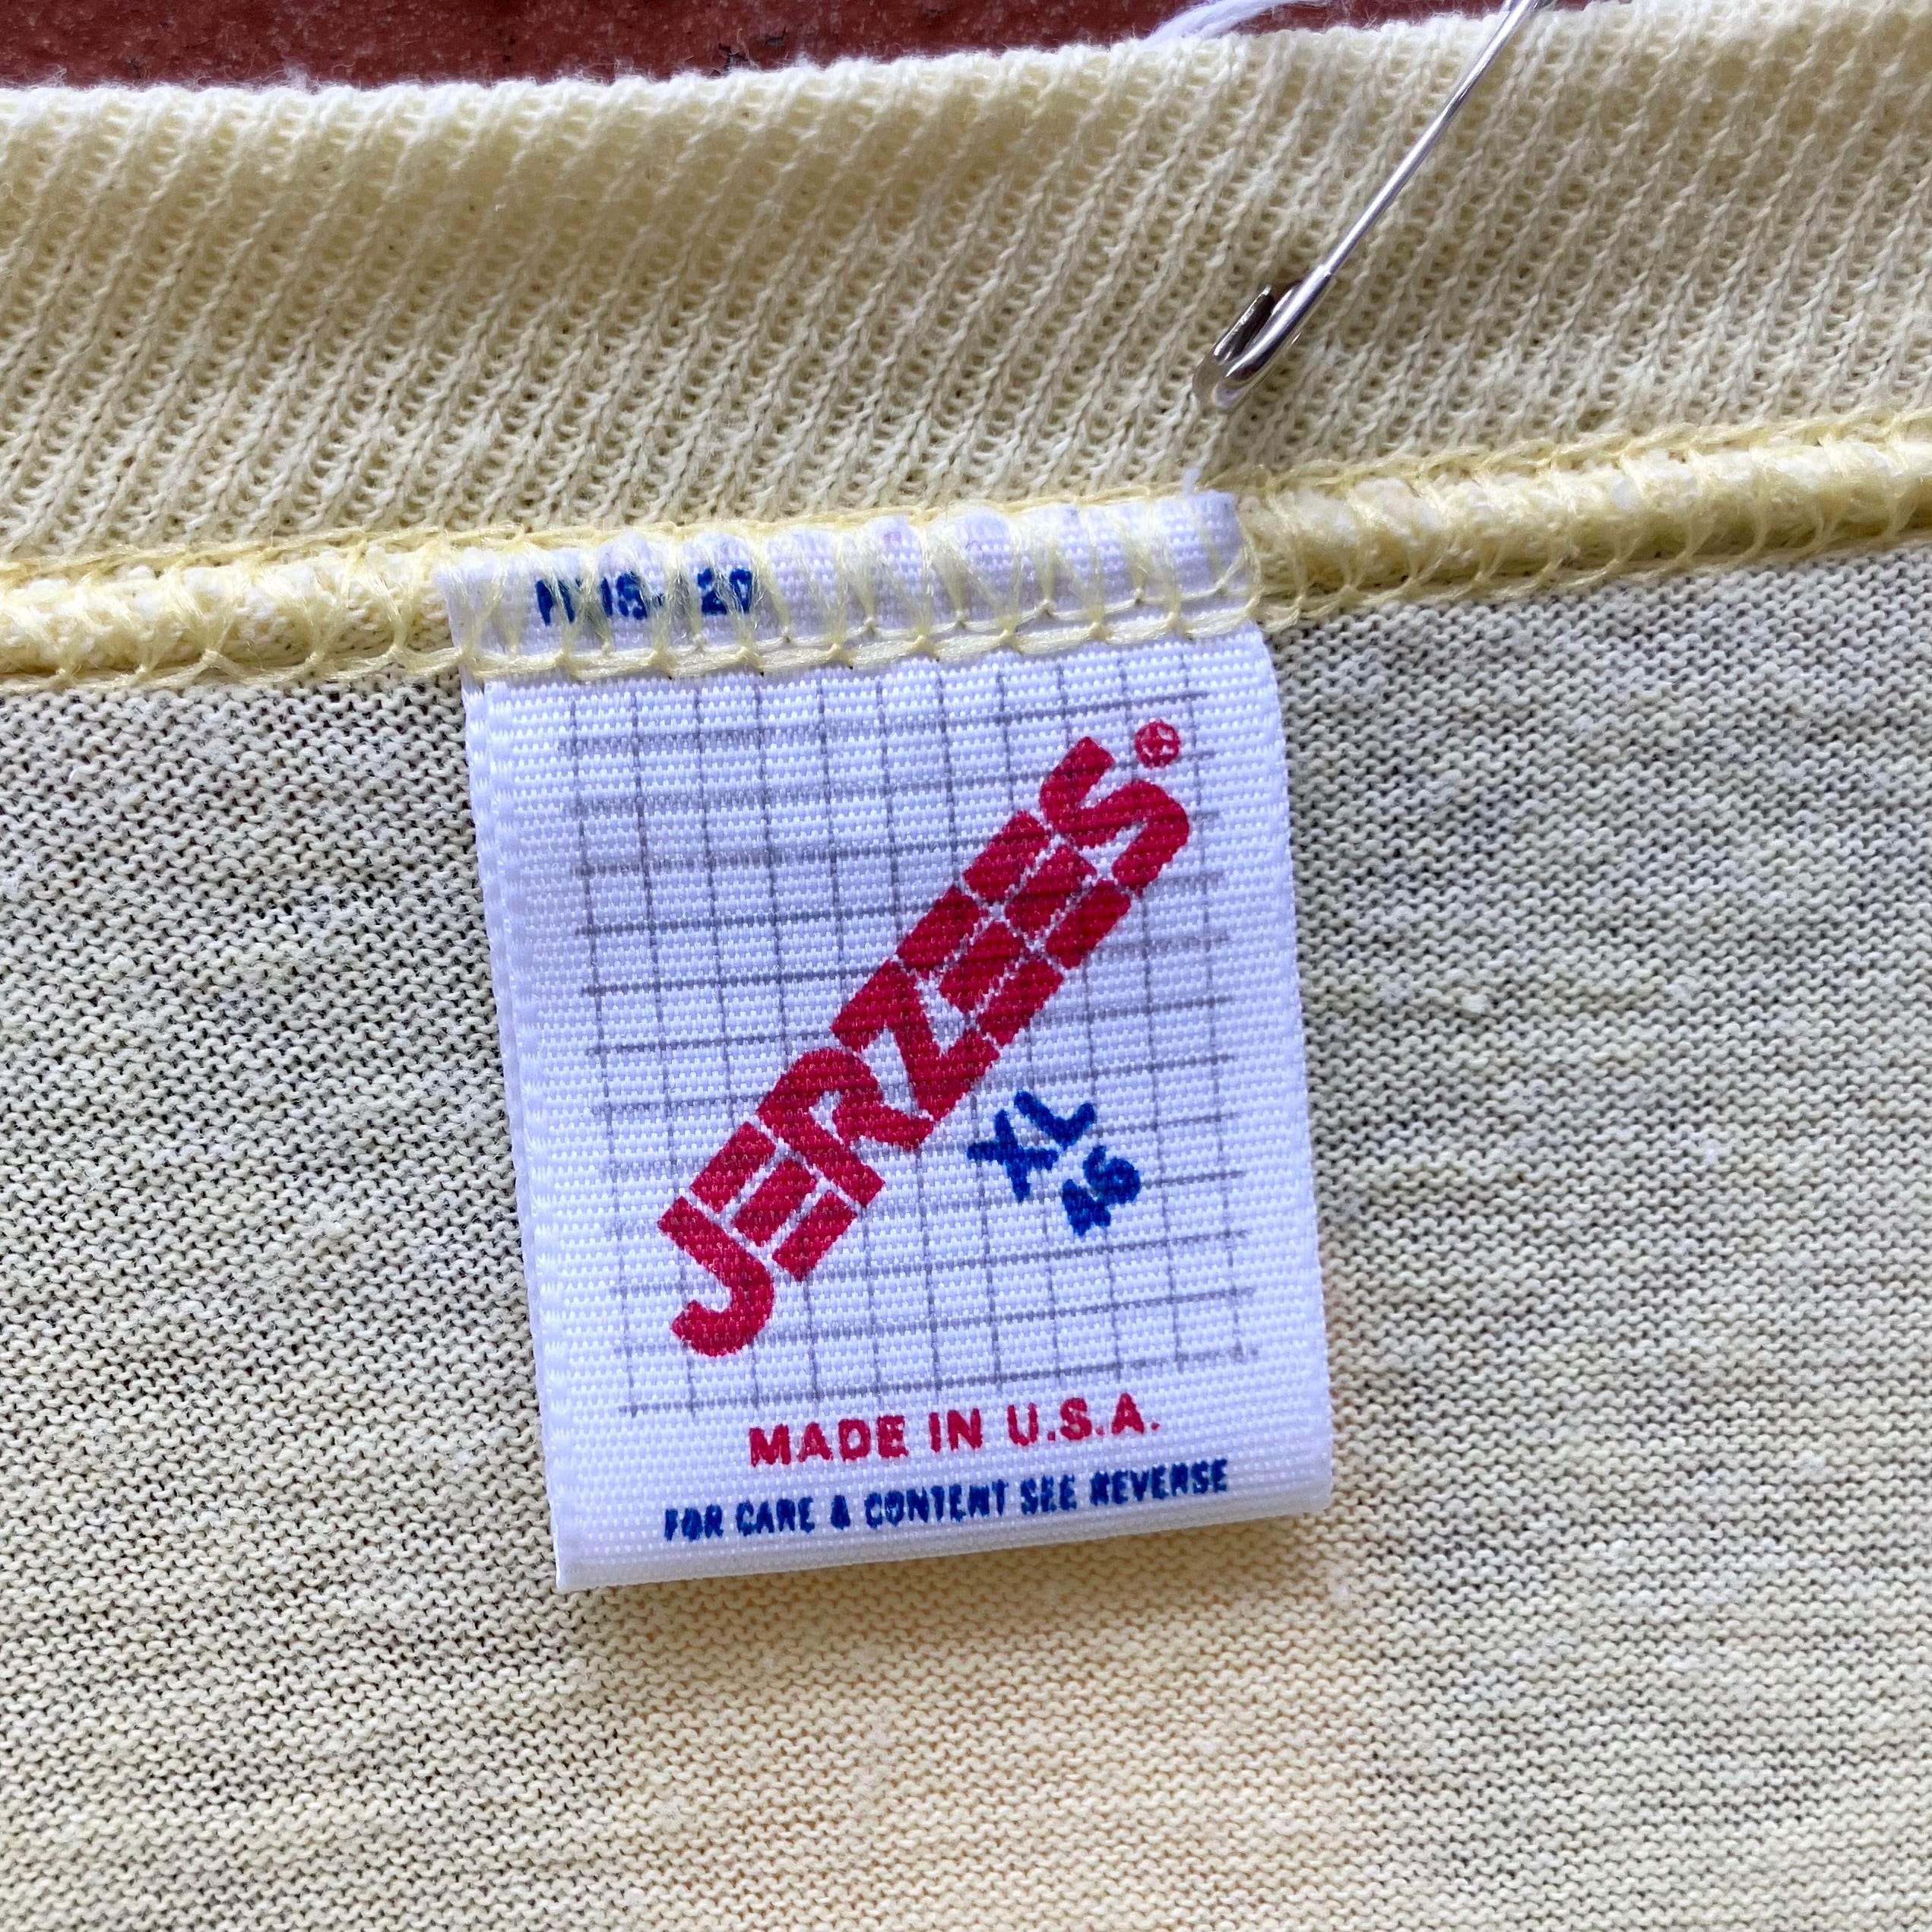 JERZEES®
XL
46
MADE IN U.S.A.
FOR CARE & CONTENT SEE REVERSE